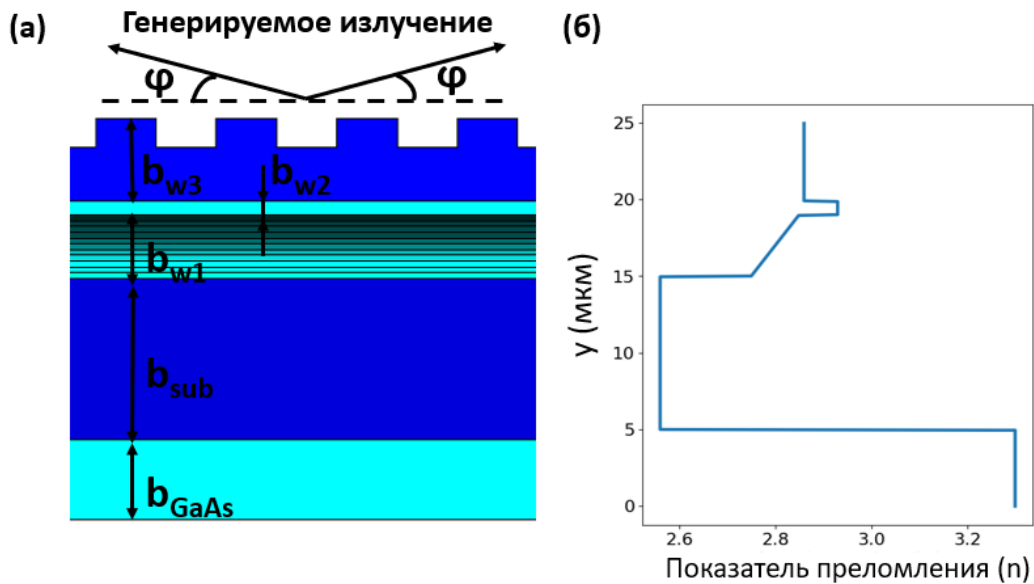 (а)
Генерируемое излучение
φ
φ
b_w3
b_w2
b_w1
b_sub
b_GaAs
(б)
25
20
15
10
5
0
y (мкм)
2.6
2.8
3.0
3.2
Показатель преломления (n)